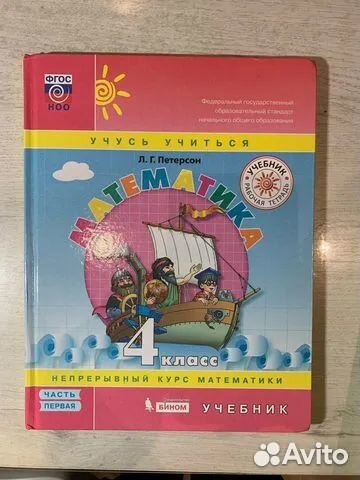 ФГОС
НОО
Федеральный государственный
образовательный стандарт
начального общего образования
УЧУСЬ УЧИТЬСЯ
Л. Г. Петерсон
УЧЕБНИК
РАБОЧАЯ ТЕТРАДЬ
МАТЕМАТИКА
4 класс
НЕПРЕРЫВНЫЙ КУРС МАТЕМАТИКИ
ЧАСТЬ
ПЕРВАЯ
БИНОМ
УЧЕБНИК
Avito